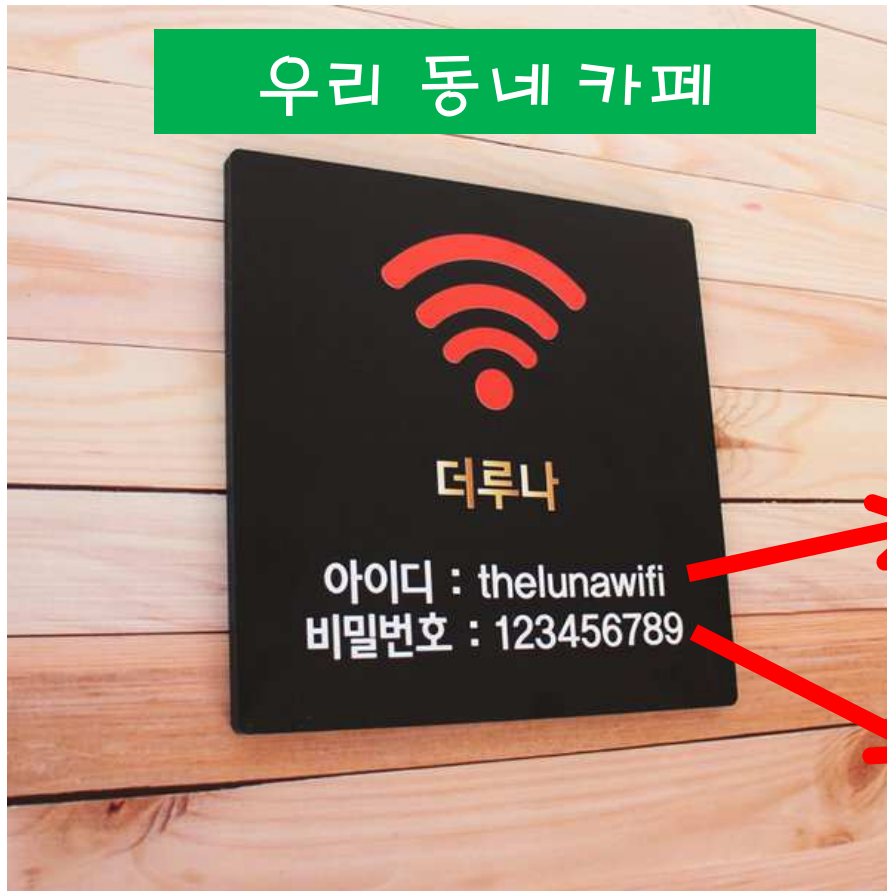 우리 동네 카페
더루나
아이디 : thelunawifi
비밀번호 : 123456789